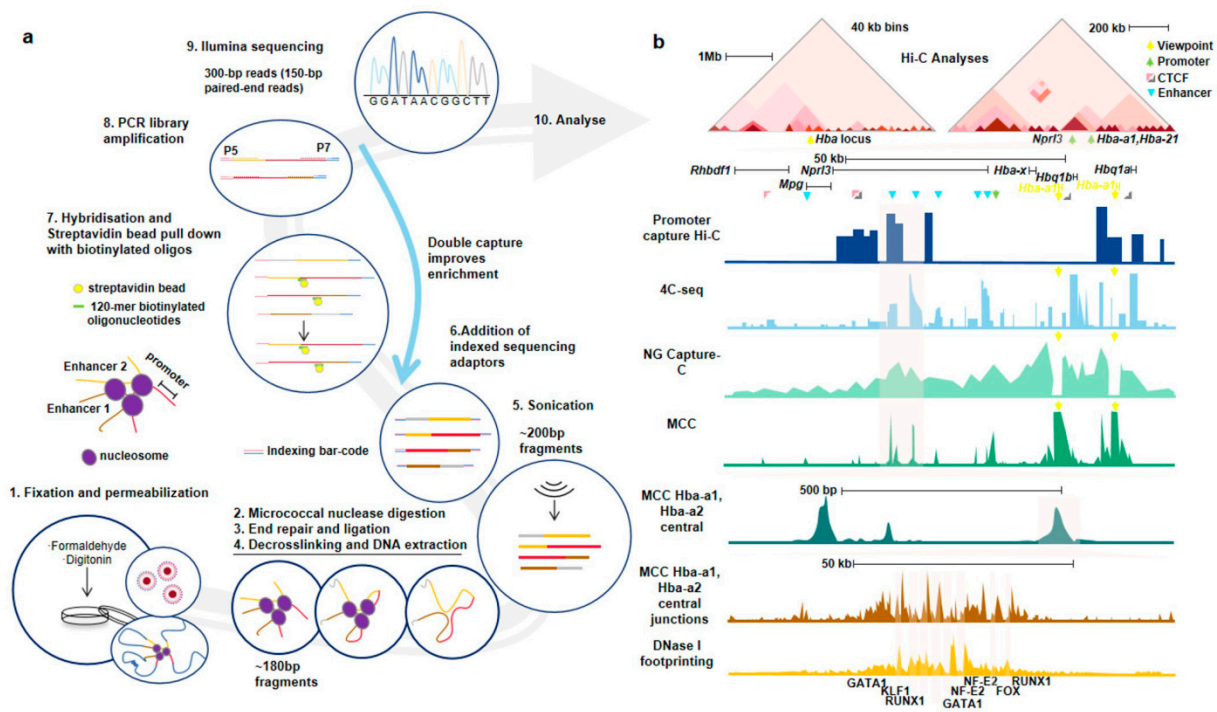 a
9. Ilumina sequencing
300-bp reads (150-bp
paired-end reads)
GGATAACGGCTT
8. PCR library
amplification
P5
P7
10. Analyse
7. Hybridisation and
Streptavidin bead pull down
with biotinylated oligos
streptavidin bead
120-mer biotinylated
oligonucleotides
Double capture
improves
enrichment
6.Addition of
indexed sequencing
adaptors
Enhancer 2
promoter
Enhancer 1
nucleosome
Indexing bar-code
5. Sonication
~200bp
fragments
1. Fixation and permeabilization
·Formaldehyde
·Digitonin
2. Micrococal nuclease digestion
3. End repair and ligation
4. Decrosslinking and DNA extraction
~180bp
fragments
b
40 kb bins
200 kb
1Mb
Hi-C Analyses
Viewpoint
Promoter
CTCF
Enhancer
Hba locus
Nprl3
Hba-a1,Hba-21
50 kb
Rhbdf1
Nprl3
Mpg
Hba-x
Hbq1b
Hbq1a
Hba-a1
Hba-a1
Promoter
capture Hi-C
4C-seq
NG Capture-
C
MCC
500 bp
MCC Hba-a1,
Hba-a2
central
50 kb
MCC Hba-a1,
Hba-a2
central
junctions
DNase I
footprinting
GATA1
KLF1
RUNX1
GATA1
NF-E2
NF-E2
FOX
RUNX1